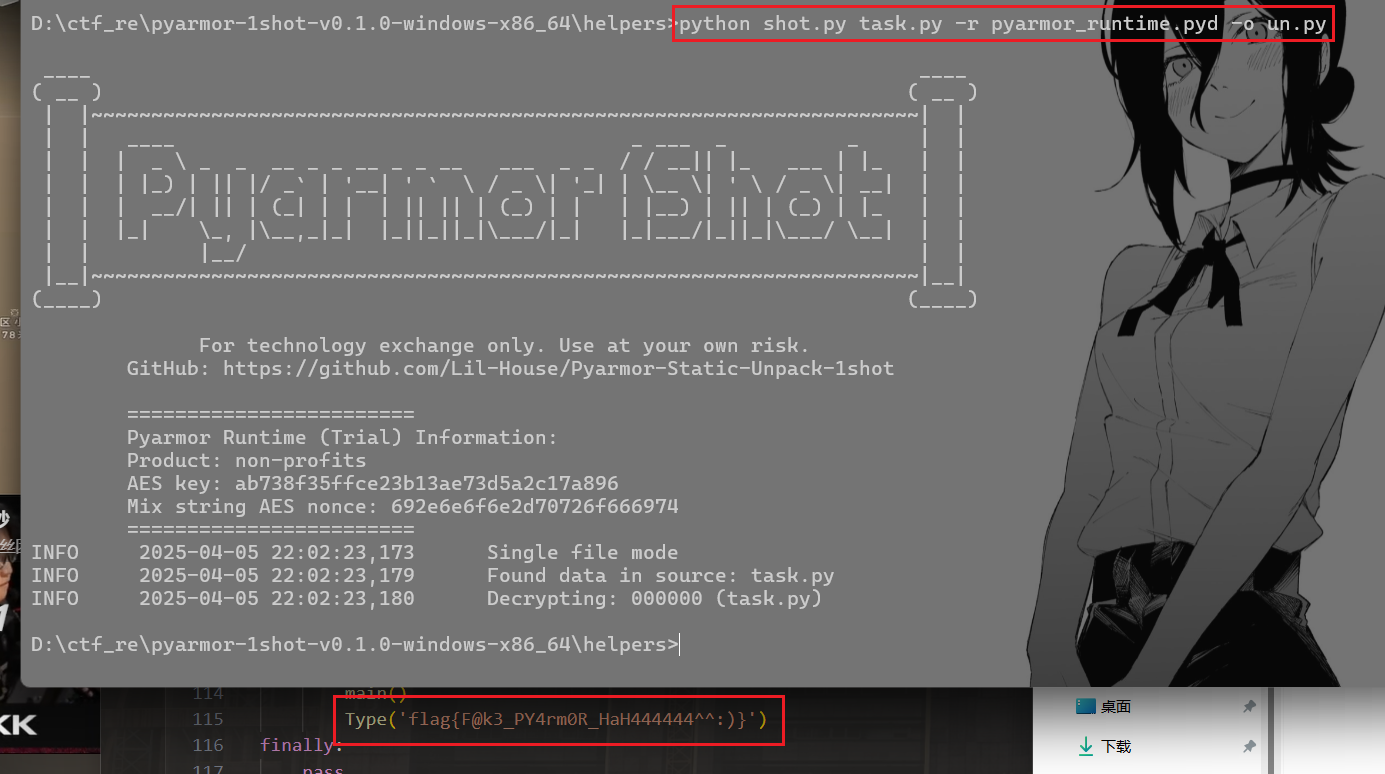 D:\ctf_re\pyarmor-1shot-v0.1.0-windows-x86_64\helpers>python shot.py task.py -r pyarmor_runtime.pyd -o un.py
Pyarmor 1Shot
For technology exchange only. Use at your own risk.
GitHub: https://github.com/Lil-House/Pyarmor-Static-Unpack-1shot
========================
Pyarmor Runtime (Trial) Information:
Product: non-profits
AES key: ab738f35ffce23b13ae73d5a2c17a896
Mix string AES nonce: 692e6e6f6e2d70726f666974
========================
INFO 2025-04-05 22:02:23,173 Single file mode
INFO 2025-04-05 22:02:23,179 Found data in source: task.py
INFO 2025-04-05 22:02:23,180 Decrypting: 000000 (task.py)
D:\ctf_re\pyarmor-1shot-v0.1.0-windows-x86_64\helpers>
114 main()
115 Type('flag{F@k3_PY4rm0R_HaH444444^^:)}')
116 finally:
117 pass
桌面
下载